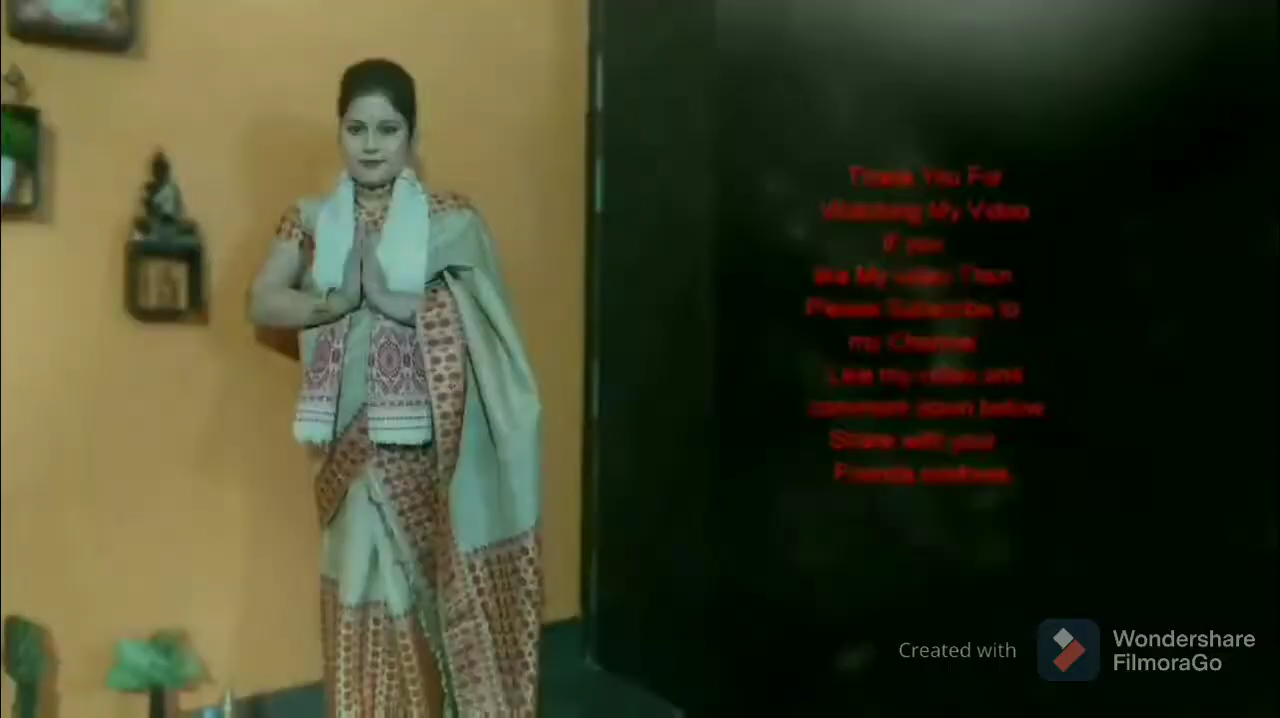 Thank You For
Watching My Video
if you
like My video Then
Please Subscribe to
my Channel
Like my video and
comment down below
Share with your
Created with
Wondershare
FilmoraGo